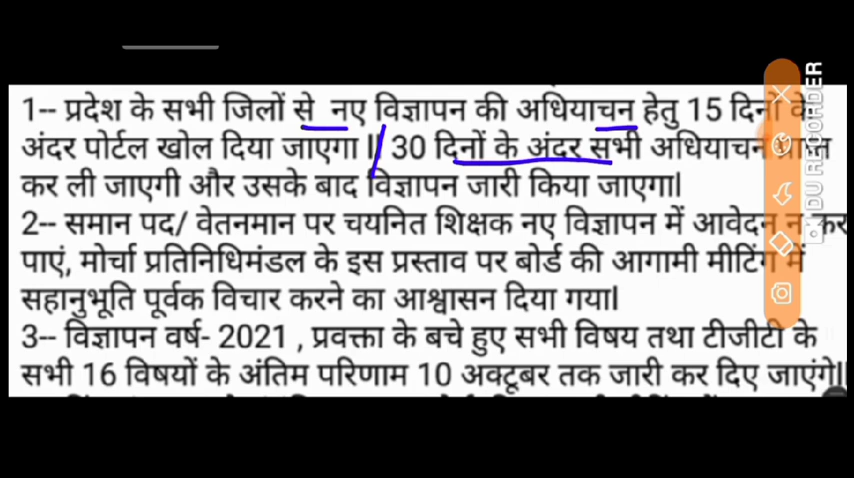 1-- प्रदेश के सभी जिलों से नए विज्ञापन की अधियाचन हेतु 15 दिनों के
अंदर पोर्टल खोल दिया जाएगा || 30 दिनों के अंदर सभी अधियाचन प्राप्त
कर ली जाएगी और उसके बाद विज्ञापन जारी किया जाएगा|
2-- समान पद/ वेतनमान पर चयनित शिक्षक नए विज्ञापन में आवेदन न कर
पाएं, मोर्चा प्रतिनिधिमंडल के इस प्रस्ताव पर बोर्ड की आगामी मीटिंग में
सहानुभूति पूर्वक विचार करने का आश्वासन दिया गया|
3-- विज्ञापन वर्ष- 2021 , प्रवक्ता के बचे हुए सभी विषय तथा टीजीटी के
सभी 16 विषयों के अंतिम परिणाम 10 अक्टूबर तक जारी कर दिए जाएंगे||
DU RECORDER